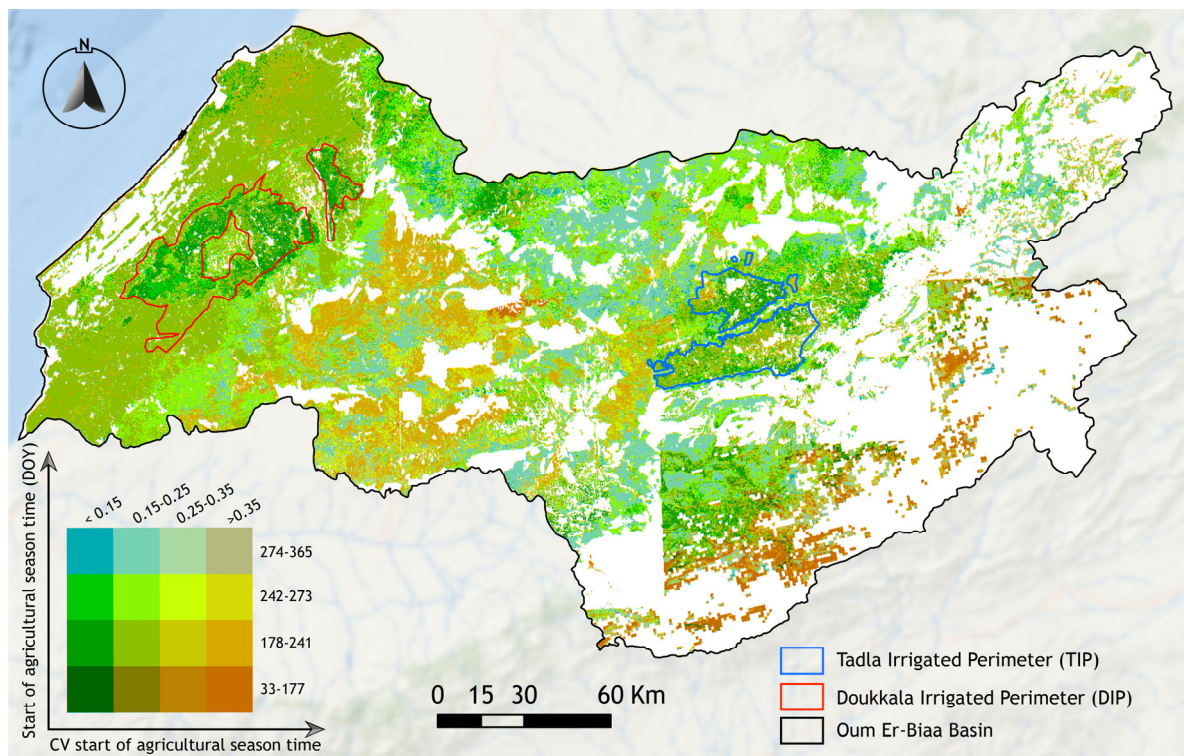 N
Start of agricultural season time (DOY)
< 0.15
0.15-0.25
0.25-0.35
>0.35
274-365
242-273
178-241
33-177
CV start of agricultural season time
0 15 30 60 Km
Tadla Irrigated Perimeter (TIP)
Doukkala Irrigated Perimeter (DIP)
Oum Er-Biaa Basin